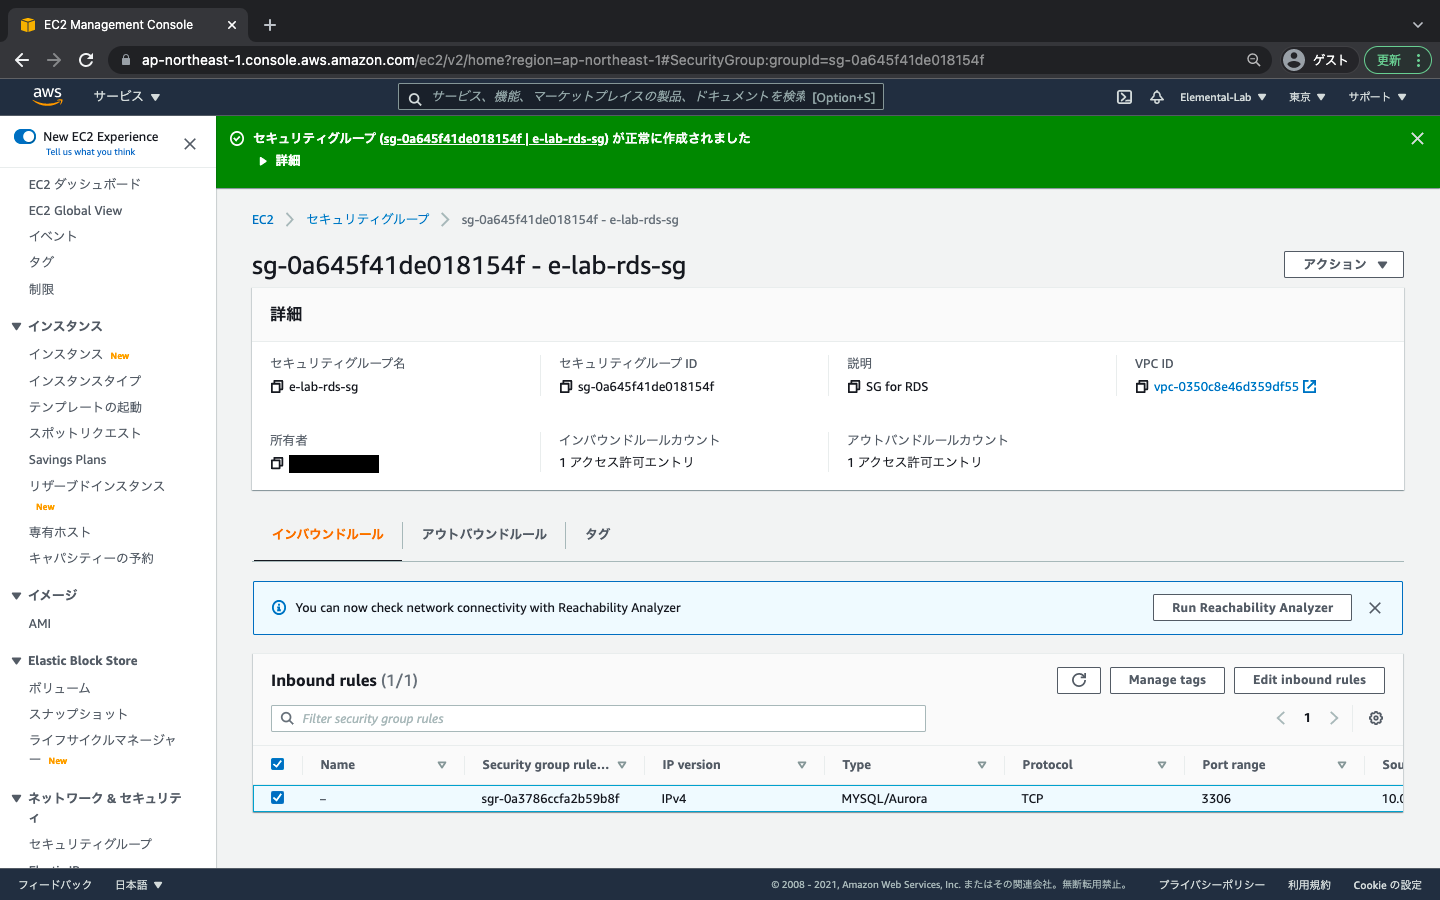 EC2 Management Console
ap-northeast-1.console.aws.amazon.com/ec2/v2/home?region=ap-northeast-1#SecurityGroup:groupId=sg-0a645f41de018154f
ゲスト
更新
aws
サービス ▼
サービス、機能、マーケットプレイスの製品、ドキュメントを検索 [Option+S]
Elemental-Lab ▼
東京 ▼
サポート ▼
New EC2 Experience
Tell us what you think
EC2 ダッシュボード
EC2 Global View
イベント
タグ
制限
インスタンス
インスタンス New
インスタンスタイプ
テンプレートの起動
スポットリクエスト
Savings Plans
リザーブドインスタンス
New
専有ホスト
キャパシティーの予約
イメージ
AMI
Elastic Block Store
ボリューム
スナップショット
ライフサイクルマネージャ
ー New
ネットワーク & セキュリテ
ィ
セキュリティグループ
セキュリティグループ (sg-0a645f41de018154f | e-lab-rds-sg) が正常に作成されました
詳細
EC2 > セキュリティグループ > sg-0a645f41de018154f - e-lab-rds-sg
sg-0a645f41de018154f - e-lab-rds-sg
アクション ▼
詳細
セキュリティグループ名
e-lab-rds-sg
セキュリティグループ ID
sg-0a645f41de018154f
説明
SG for RDS
VPC ID
vpc-0350c8e46d359df55
所有者
インバウンドルールカウント
1 アクセス許可エントリ
アウトバンドルールカウント
1 アクセス許可エントリ
インバウンドルール
アウトバウンドルール
タグ
You can now check network connectivity with Reachability Analyzer
Run Reachability Analyzer
Inbound rules (1/1)
Manage tags
Edit inbound rules
Filter security group rules
1
Name
Security group rule...
IP version
Type
Protocol
Port range
Sou
–
sgr-0a3786ccfa2b59b8f
IPv4
MYSQL/Aurora
TCP
3306
10.0
フィードバック
日本語 ▼
© 2008 - 2021, Amazon Web Services, Inc. またはその関連会社。無断転用禁止。
プライバシーポリシー
利用規約
Cookie の設定